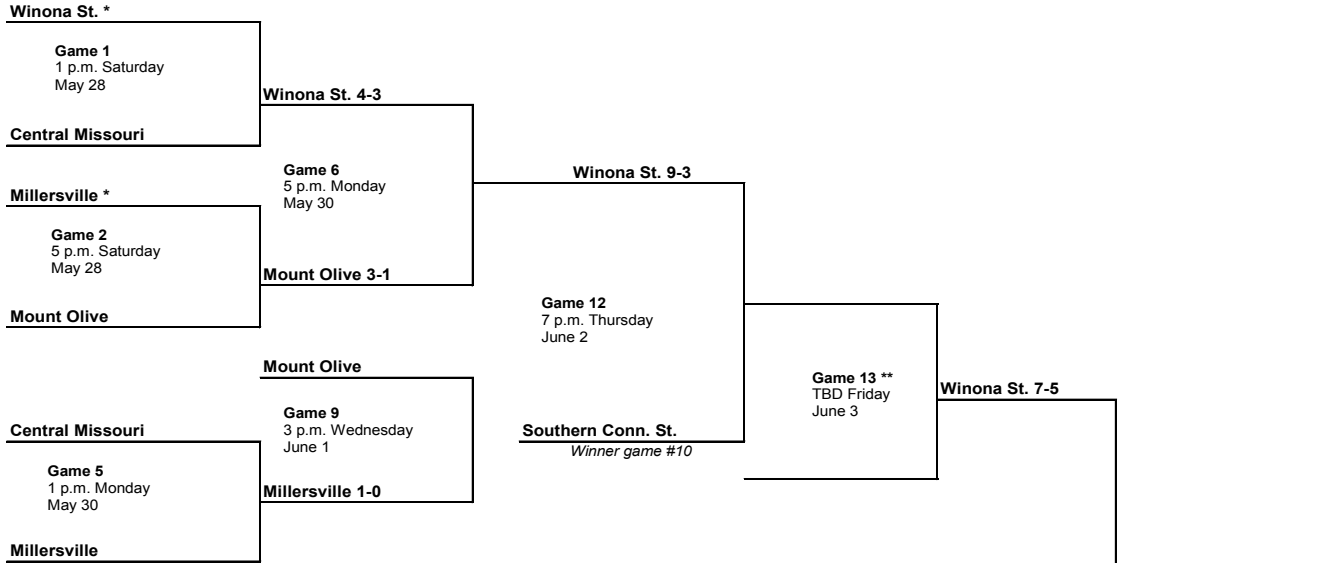 Winona St. *
Game 1
1 p.m. Saturday
May 28
Winona St. 4-3
Central Missouri
Game 6
5 p.m. Monday
May 30
Winona St. 9-3
Millersville *
Game 2
5 p.m. Saturday
May 28
Mount Olive 3-1
Mount Olive
Game 12
7 p.m. Thursday
June 2
Mount Olive
Game 13 **
TBD Friday
June 3
Winona St. 7-5
Game 9
3 p.m. Wednesday
June 1
Central Missouri
Southern Conn. St.
Winner game #10
Game 5
1 p.m. Monday
May 30
Millersville 1-0
Millersville